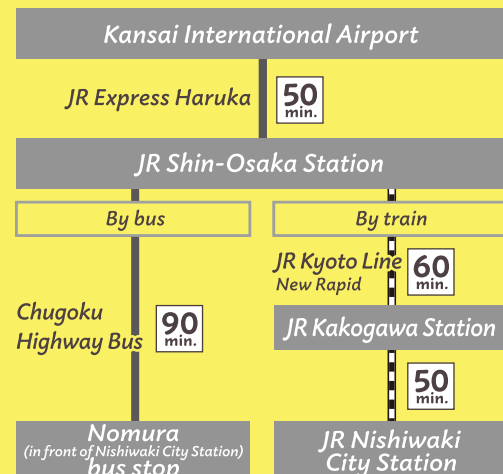 Kansai International Airport
JR Express Haruka
50
min.
JR Shin-Osaka Station
By bus
Chugoku
Highway Bus
90
min.
Nomura
(in front of Nishiwaki City Station)
bus stop
By train
JR Kyoto Line
New Rapid
60
min.
JR Kakogawa Station
50
min.
JR Nishiwaki
City Station